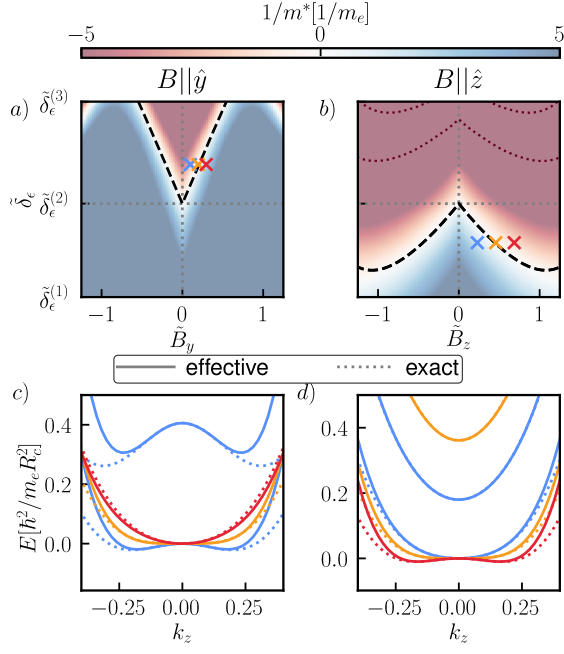 1/m*[1/mₑ]
−5 0 5
B||ŷ B||ẑ
a) b)
δ̃_ϵ^(3)
δ̃_ϵ δ̃_ϵ^(2)
δ̃_ϵ^(1)
−1 0 1 −1 0 1
B̃_y B̃_z
effective exact
c) d)
E[ℏ²/mₑR_c²]
0.4 0.4
0.2 0.2
0.0 0.0
−0.25 0.00 0.25 −0.25 0.00 0.25
k_z k_z